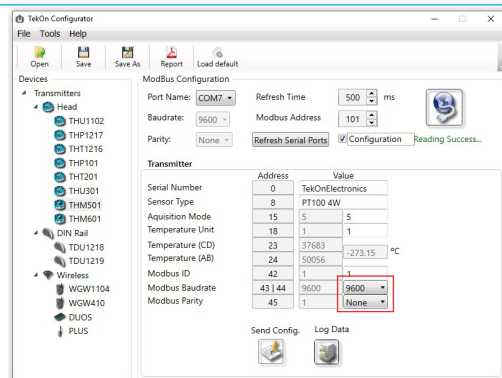 TekOn Configurator
File Tools Help
Open Save Save As Report Load default
Devices
Transmitters
Head
THU1102
THP1217
THT1216
THP101
THT201
THU301
THM501
THM601
DIN Rail
TDU1218
TDU1219
Wireless
WGW1104
WGW410
DUOS
PLUS
ModBus Configuration
Port Name: COM7 Refresh Time 500 ms
Baudrate: 9600 Modbus Address 101
Parity: None Refresh Serial Ports Configuration Reading Success...
Transmitter
Address Value
Serial Number 0 TekOnElectronics
Sensor Type 8 PT100 4W
Aquisition Mode 15 5 5
Temperature Unit 18 1 1
Temperature (CD) 23 37683
-273.15 ºC
Temperature (AB) 24 50056
Modbus ID 42 1 1
Modbus Baudrate 43 | 44 9600 9600
Modbus Parity 45 1 None
Send Config. Log Data